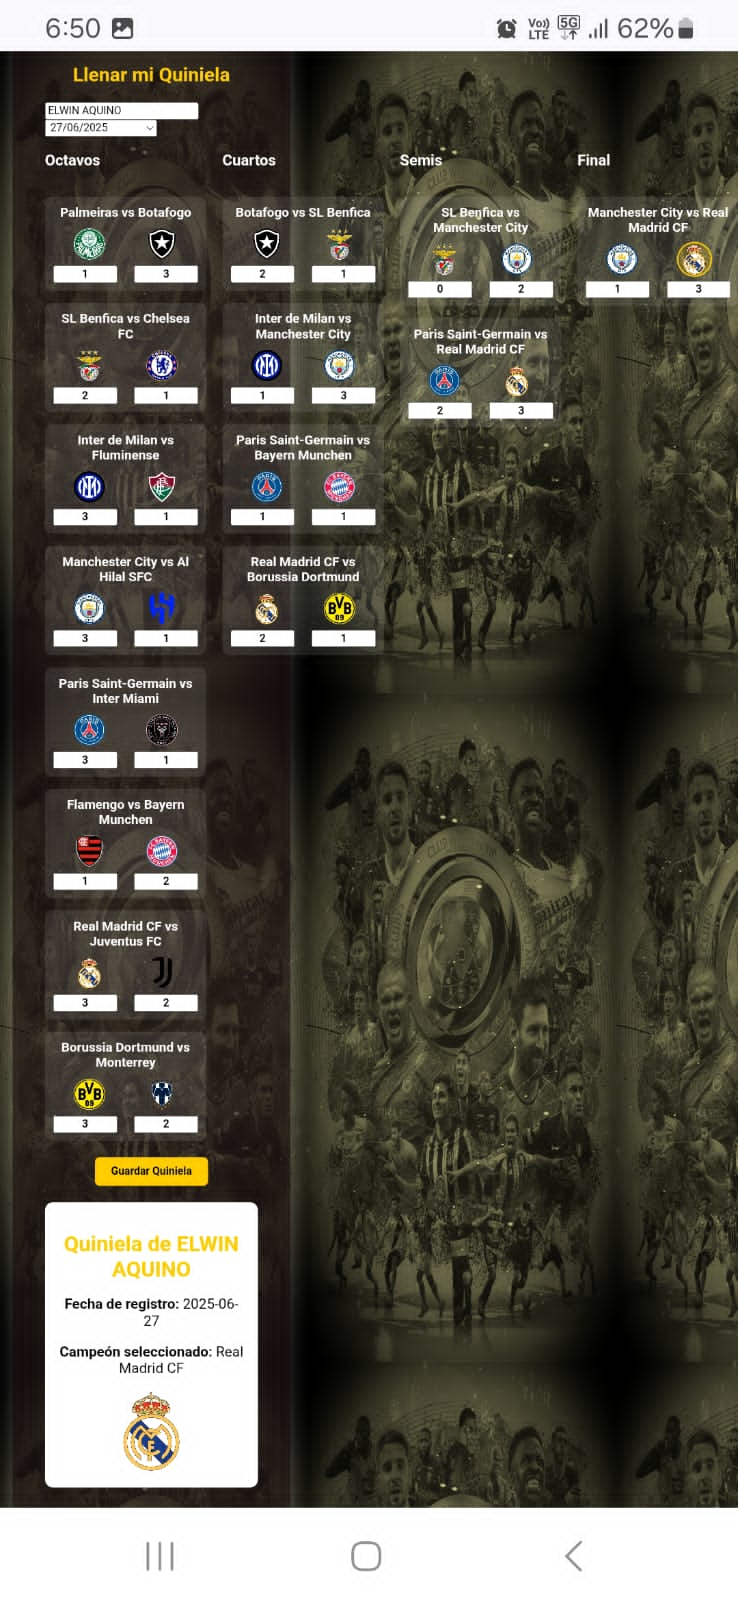 6:50
Vo))
LTE
5G
62%
Llenar mi Quiniela
ELWIN AQUINO
27/06/2025
Octavos
Palmeiras vs Botafogo
1 3
SL Benfica vs Chelsea
FC
2 1
Inter de Milan vs
Fluminense
3 1
Manchester City vs Al
Hilal SFC
3 1
Paris Saint-Germain vs
Inter Miami
3 1
Flamengo vs Bayern
Munchen
1 2
Real Madrid CF vs
Juventus FC
3 2
Borussia Dortmund vs
Monterrey
3 2
Cuartos
Botafogo vs SL Benfica
2 1
Inter de Milan vs
Manchester City
1 3
Paris Saint-Germain vs
Bayern Munchen
1 1
Real Madrid CF vs
Borussia Dortmund
2 1
Semis
SL Benfica vs
Manchester City
0 2
Paris Saint-Germain vs
Real Madrid CF
2 3
Final
Manchester City vs Real
Madrid CF
1 3
Guardar Quiniela
Quiniela de ELWIN
AQUINO
Fecha de registro: 2025-06-
27
Campeón seleccionado: Real
Madrid CF